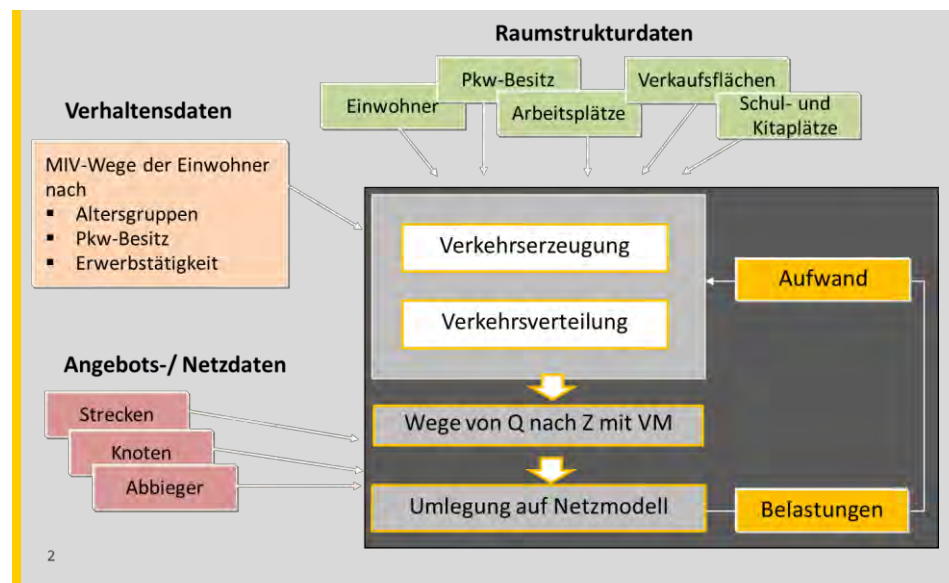 Raumstrukturdaten
Pkw-Besitz
Verkaufsflächen
Einwohner
Arbeitsplätze
Schul- und
Kitaplätze
Verhaltensdaten
MIV-Wege der Einwohner
nach
▪ Altersgruppen
▪ Pkw-Besitz
▪ Erwerbstätigkeit
Verkehrserzeugung
Verkehrsverteilung
Aufwand
Angebots-/ Netzdaten
Strecken
Knoten
Abbieger
Wege von Q nach Z mit VM
Umlegung auf Netzmodell
Belastungen
2